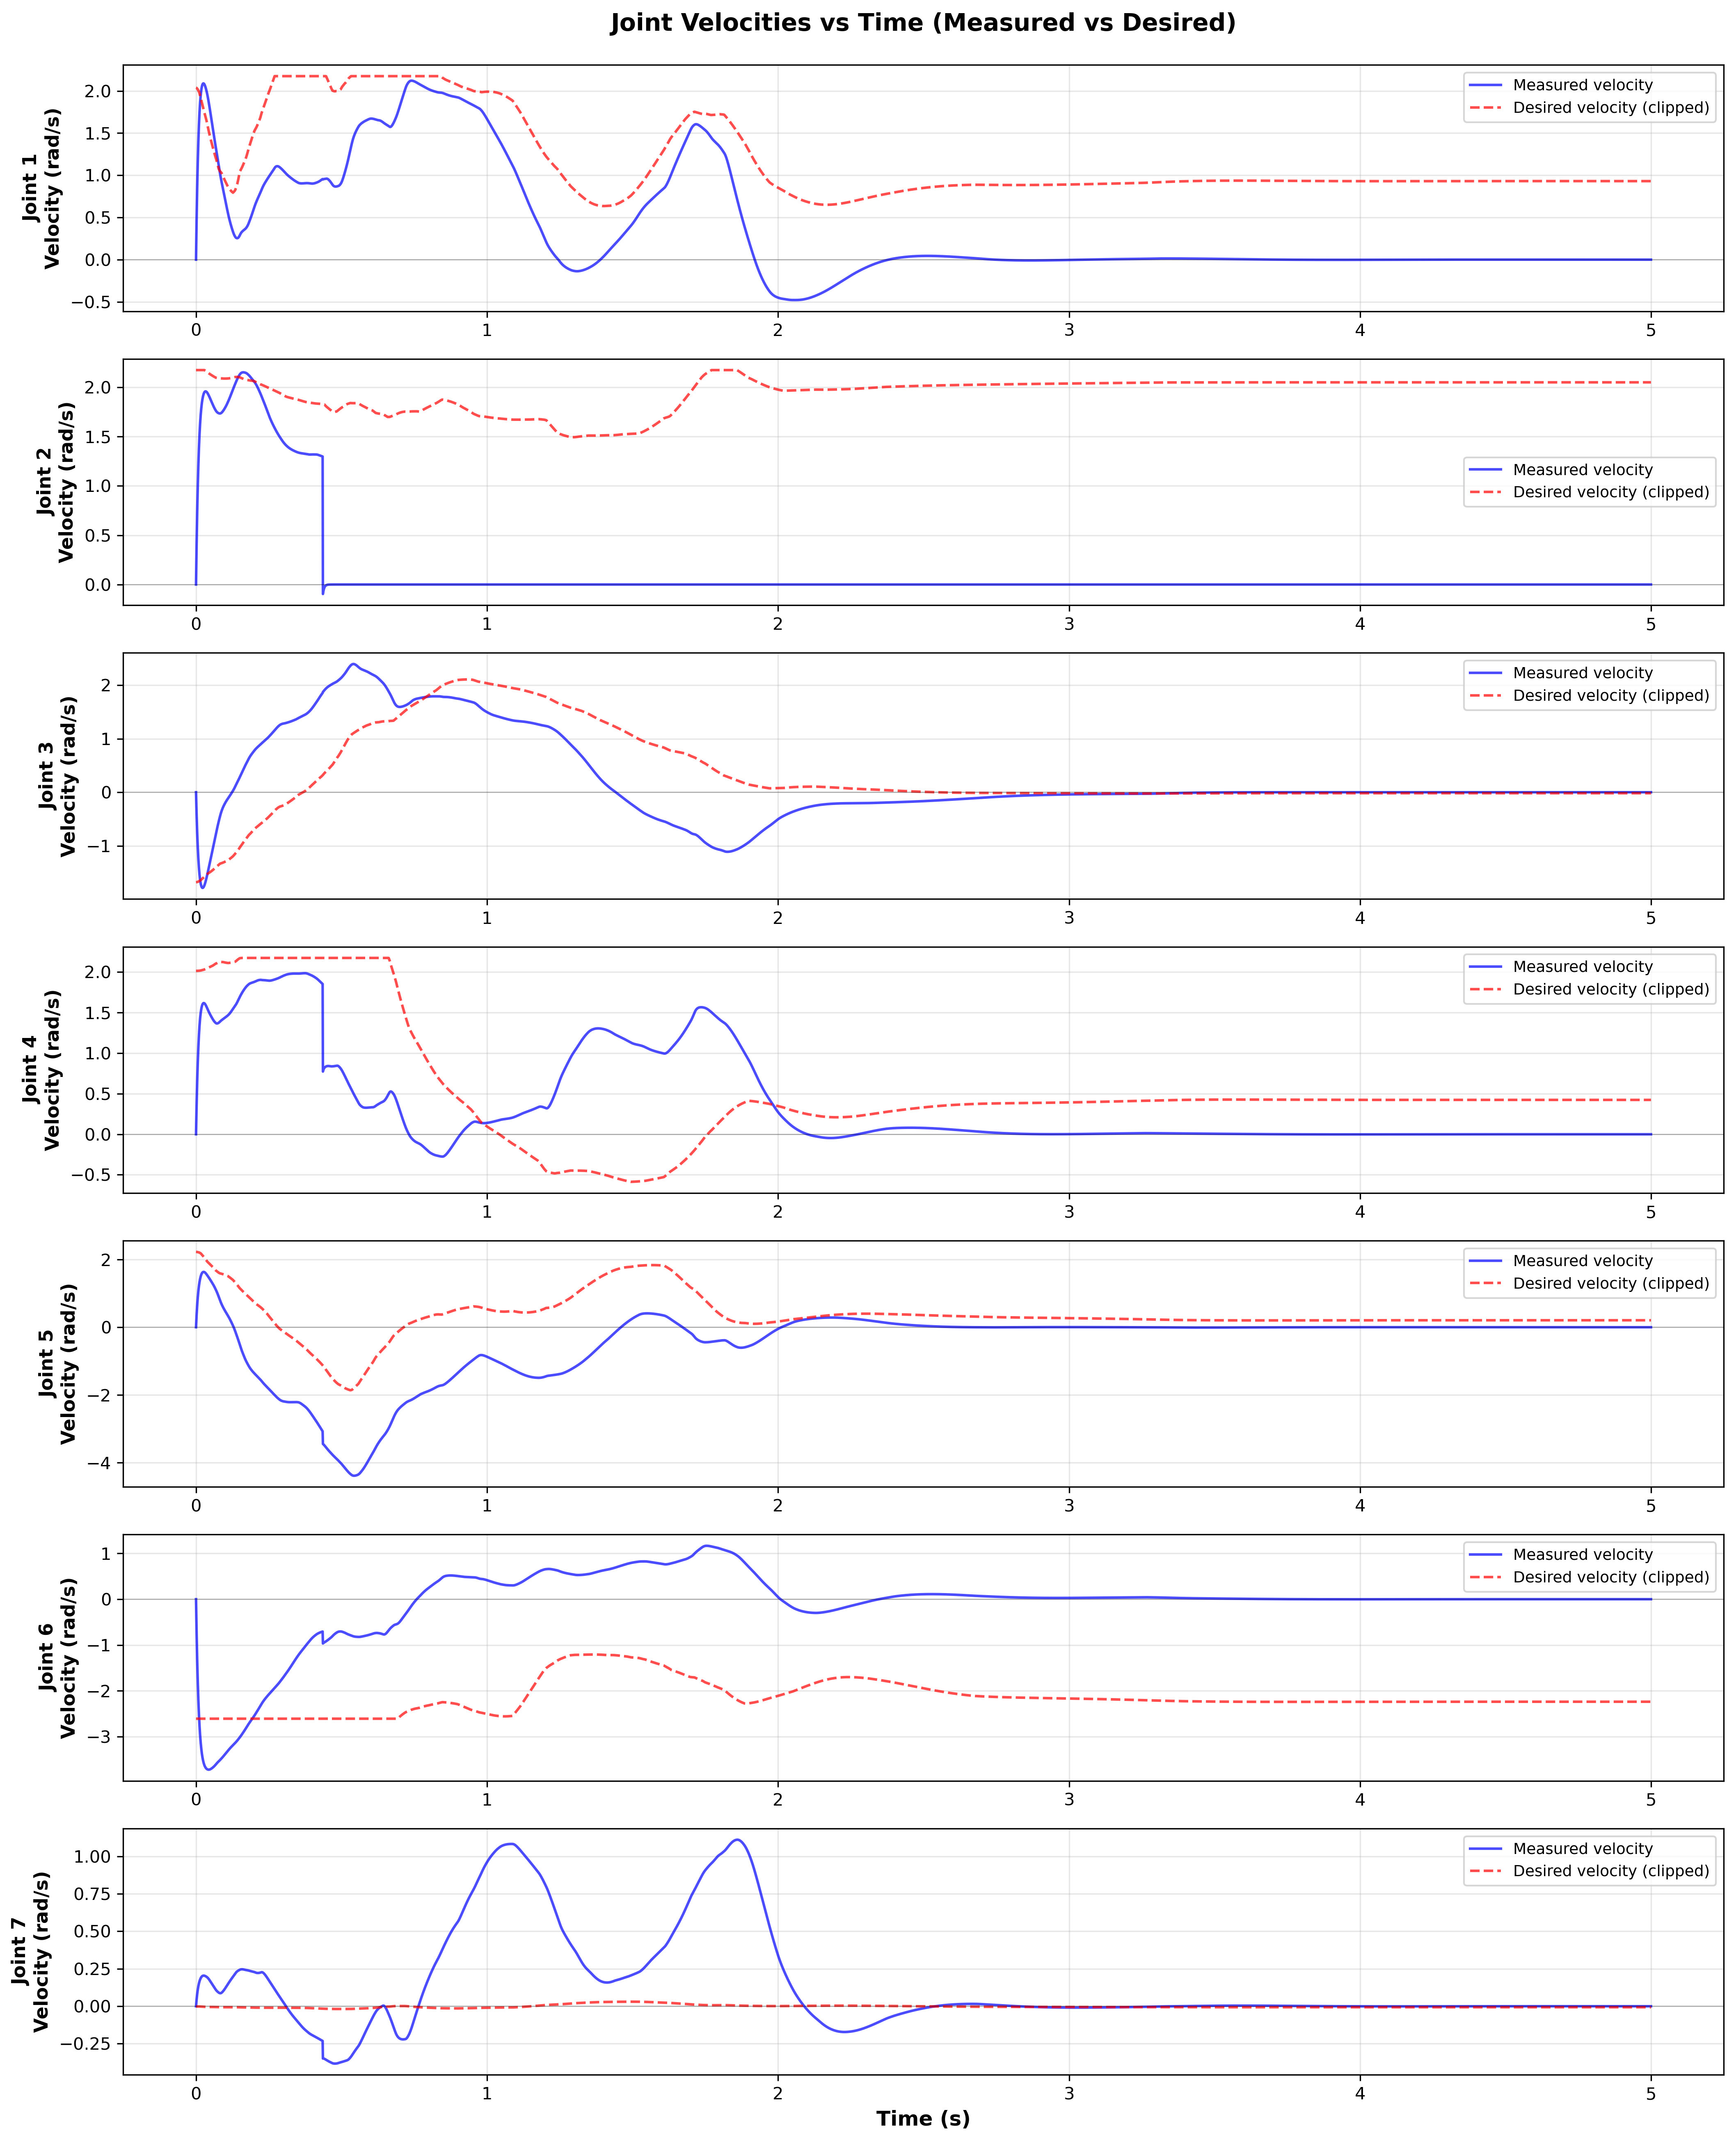 Joint Velocities vs Time (Measured vs Desired)
Joint 1
Velocity (rad/s)
2.0
1.5
1.0
0.5
0.0
−0.5
Measured velocity
Desired velocity (clipped)
0 1 2 3 4 5
Joint 2
Velocity (rad/s)
2.0
1.5
1.0
0.5
0.0
Measured velocity
Desired velocity (clipped)
0 1 2 3 4 5
Joint 3
Velocity (rad/s)
2
1
0
−1
Measured velocity
Desired velocity (clipped)
0 1 2 3 4 5
Joint 4
Velocity (rad/s)
2.0
1.5
1.0
0.5
0.0
−0.5
Measured velocity
Desired velocity (clipped)
0 1 2 3 4 5
Joint 5
Velocity (rad/s)
2
0
−2
−4
Measured velocity
Desired velocity (clipped)
0 1 2 3 4 5
Joint 6
Velocity (rad/s)
1
0
−1
−2
−3
Measured velocity
Desired velocity (clipped)
0 1 2 3 4 5
Joint 7
Velocity (rad/s)
1.00
0.75
0.50
0.25
0.00
−0.25
Measured velocity
Desired velocity (clipped)
0 1 2 3 4 5
Time (s)